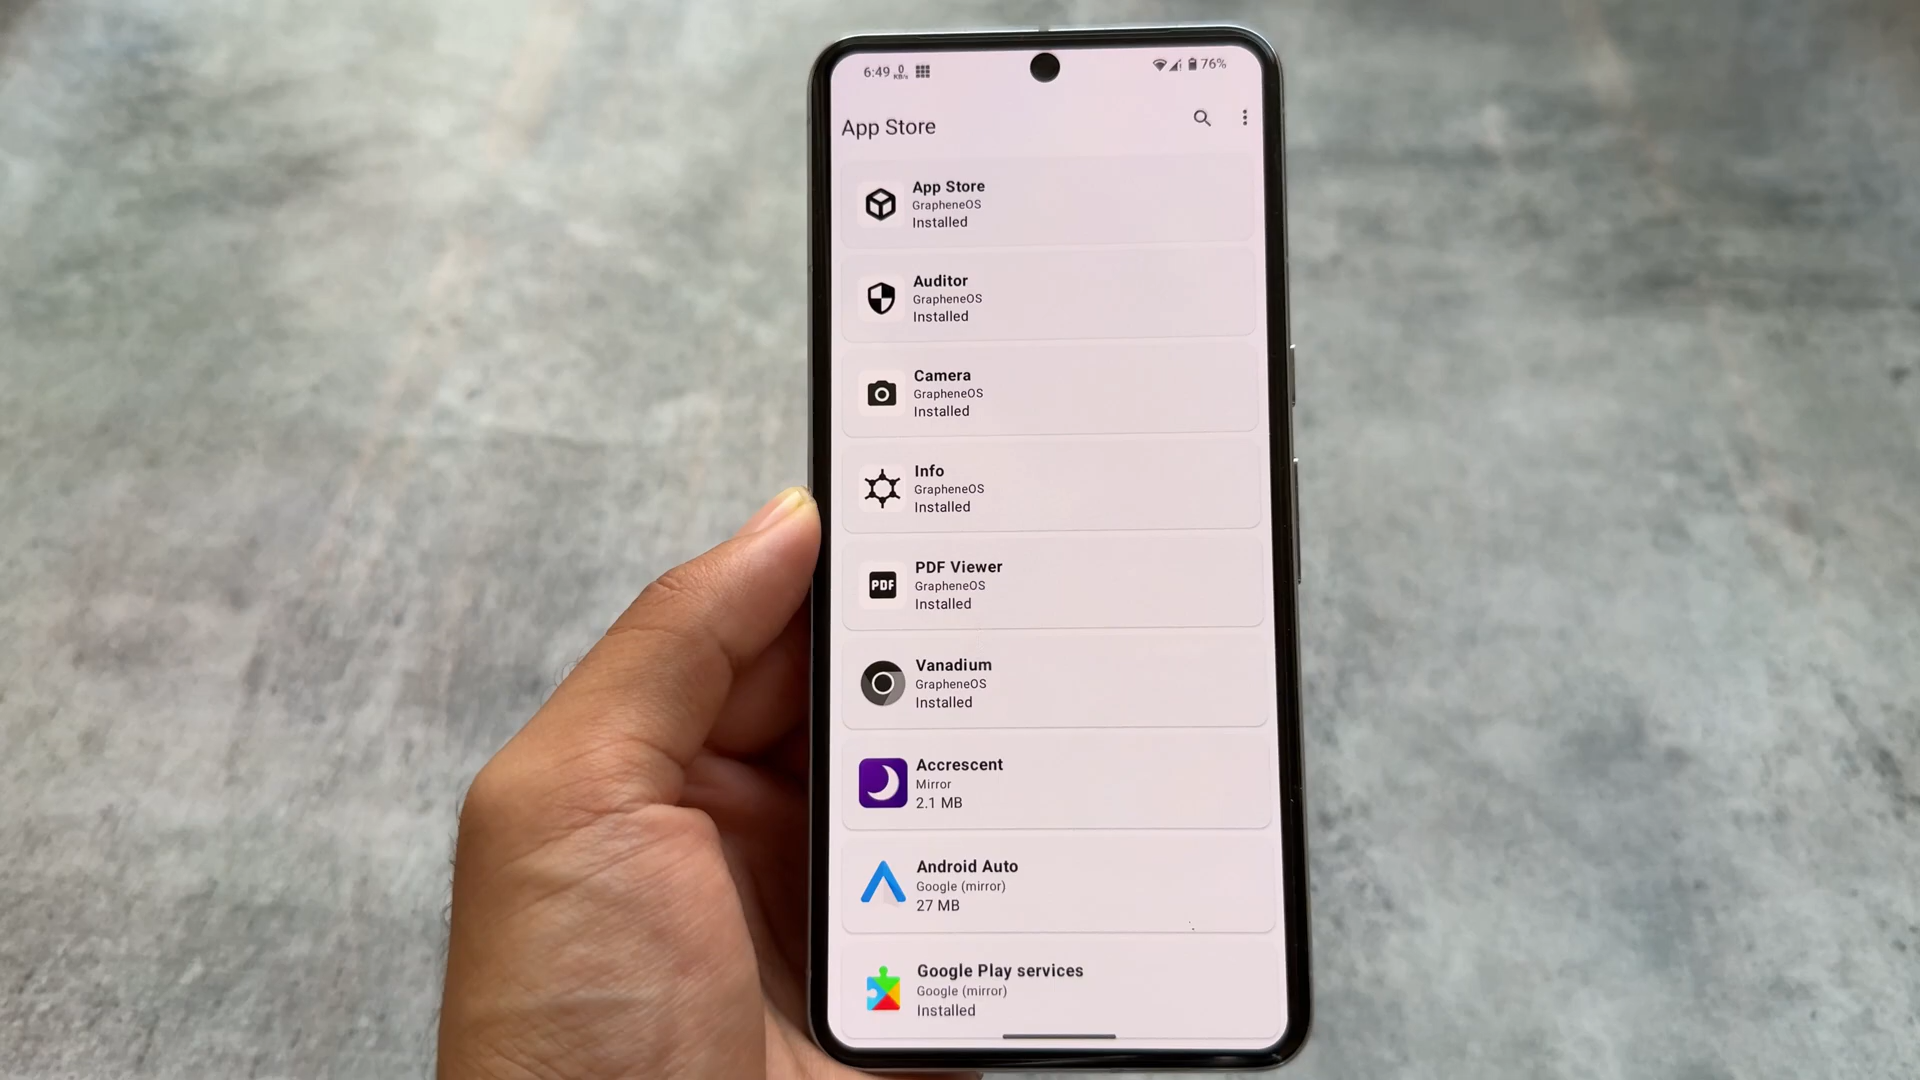 6:49 0 KB/s 76%
App Store
App Store
GrapheneOS
Installed
Auditor
GrapheneOS
Installed
Camera
GrapheneOS
Installed
Info
GrapheneOS
Installed
PDF
PDF Viewer
GrapheneOS
Installed
Vanadium
GrapheneOS
Installed
Accrescent
Mirror
2.1 MB
Android Auto
Google (mirror)
27 MB
Google Play services
Google (mirror)
Installed